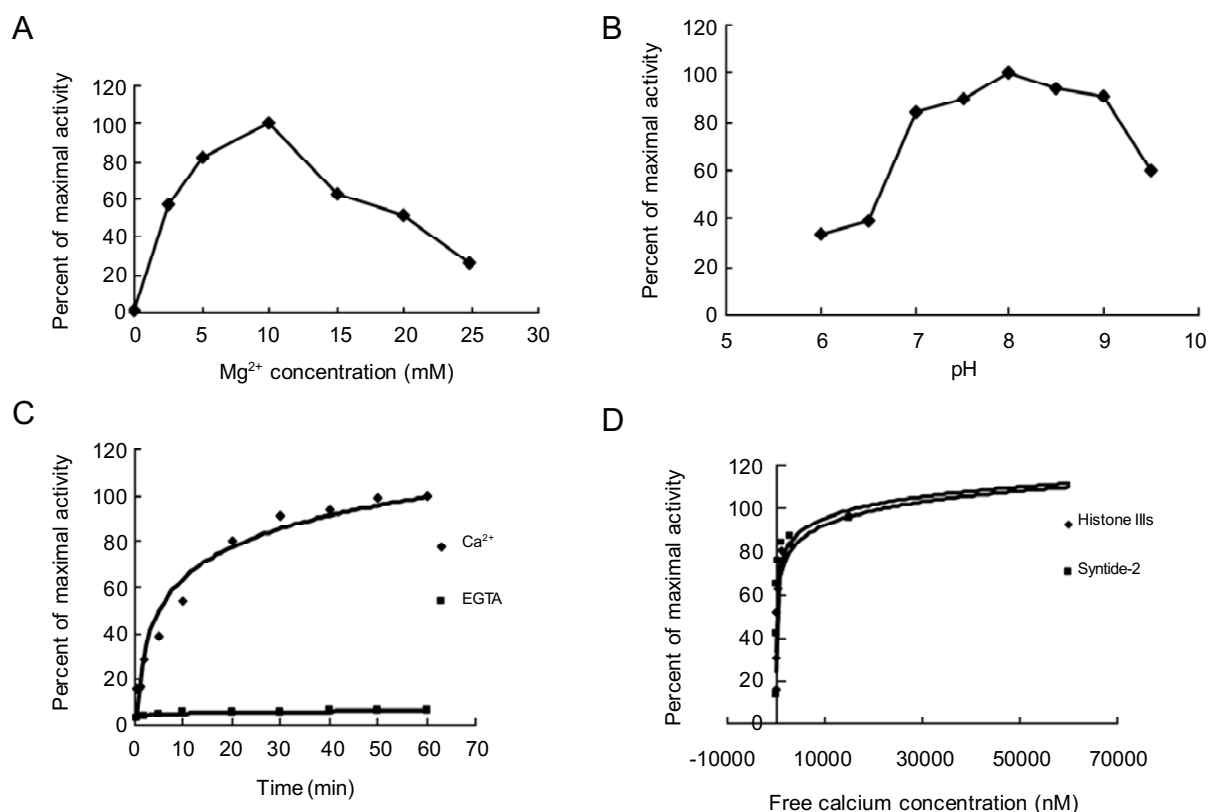 A
Percent of maximal activity
120
100
80
60
40
20
0
0 5 10 15 20 25 30
Mg²⁺ concentration (mM)
B
Percent of maximal activity
120
100
80
60
40
20
0
5 6 7 8 9 10
pH
C
Percent of maximal activity
120
100
80
60
40
20
0
0 10 20 30 40 50 60 70
Time (min)
Ca²⁺
EGTA
D
Percent of maximal activity
120
100
80
60
40
20
0
-10000 10000 30000 50000 70000
Free calcium concentration (nM)
Histone IIIs
Syntide-2